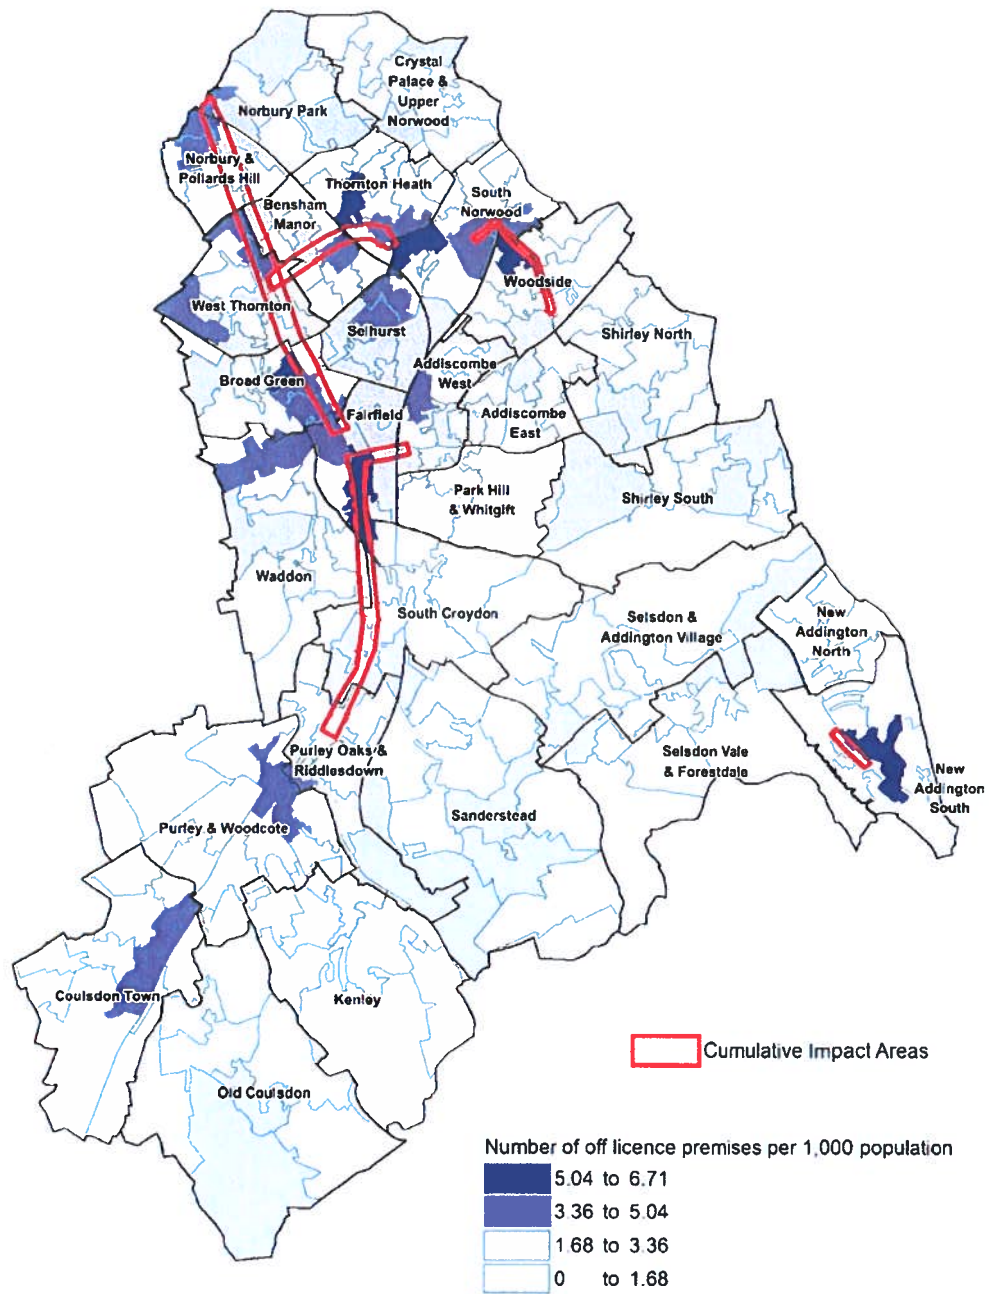 Crystal
Palace &
Upper
Norwood
Norbury Park
Norbury &
Pollards Hill
Thornton Heath
Bensham
Manor
South
Norwood
Woodside
West Thornton
Selhurst
Shirley North
Addiscombe
West
Broad Green
Fairfield
Addiscombe
East
Park Hill
& Whitgift
Shirley South
Waddon
South Croydon
Selsdon &
Addington Village
New
Addington
North
Purley Oaks &
Riddlesdown
Selsdon Vale
& Forestdale
New
Addington
South
Sanderstead
Purley & Woodcote
Coulsdon Town
Kenley
Old Coulsdon
Cumulative Impact Areas
Number of off licence premises per 1,000 population
5.04 to 6.71
3.36 to 5.04
1.68 to 3.36
0 to 1.68